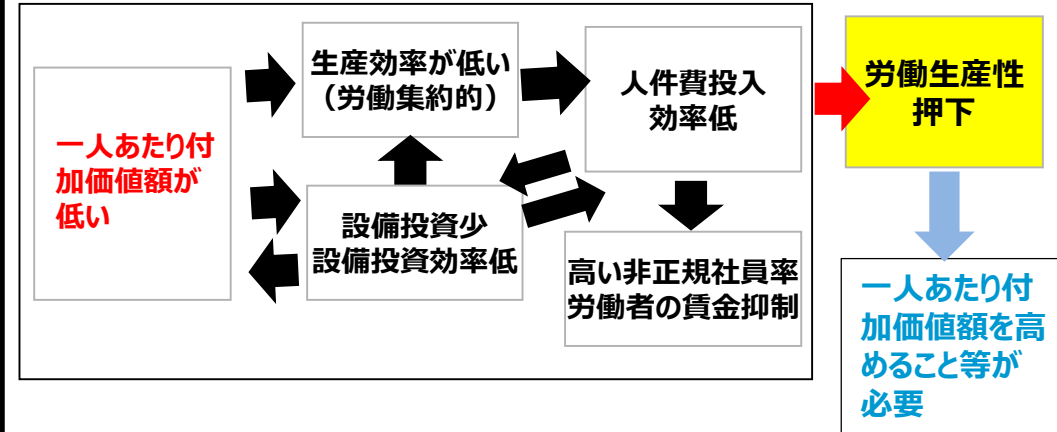 一人あたり付
加価値額が
低い
生産効率が低い
（労働集約的）
設備投資少
設備投資効率低
人件費投入
効率低
高い非正規社員率
労働者の賃金抑制
労働生産性
押下
一人あたり付
加価値額を高
めること等が
必要